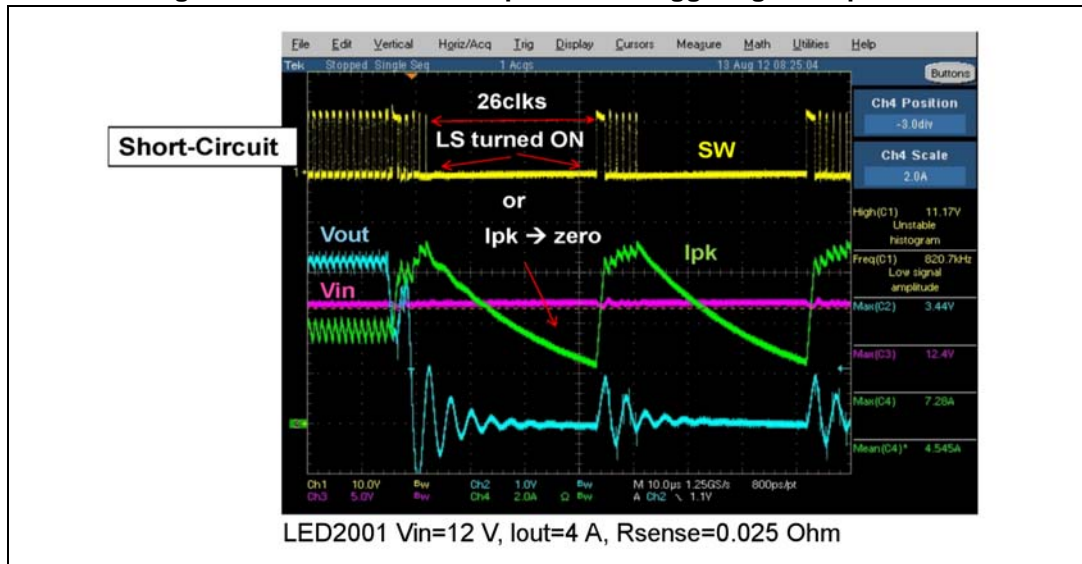 File Edit Vertical Horiz/Acq Trig Display Cursors Measure Math Utilities Help
Tek Stopped Single Seq 1 Acqs 13 Aug 12 08:25:04
Buttons
26clks
LS turned ON
SW
Short-Circuit
or
Ipk → zero
Ipk
Vout
Vin
Ch4 Position
-3.0div
Ch4 Scale
2.0A
High(C1) 11.17V
Unstable
histogram
Freq(C1) 820.7kHz
Low signal
amplitude
Max(C2) 3.44V
Max(C3) 12.4V
Max(C4) 7.28A
Mean(C4)* 4.545A
Ch1 10.0V Bw Ch2 1.0V Bw M 10.0µs 1.25GS/s 800ps/pt
Ch3 5.0V Bw Ch4 2.0A Ω Bw A Ch2 \ 1.1V
LED2001 Vin=12 V, Iout=4 A, Rsense=0.025 Ohm